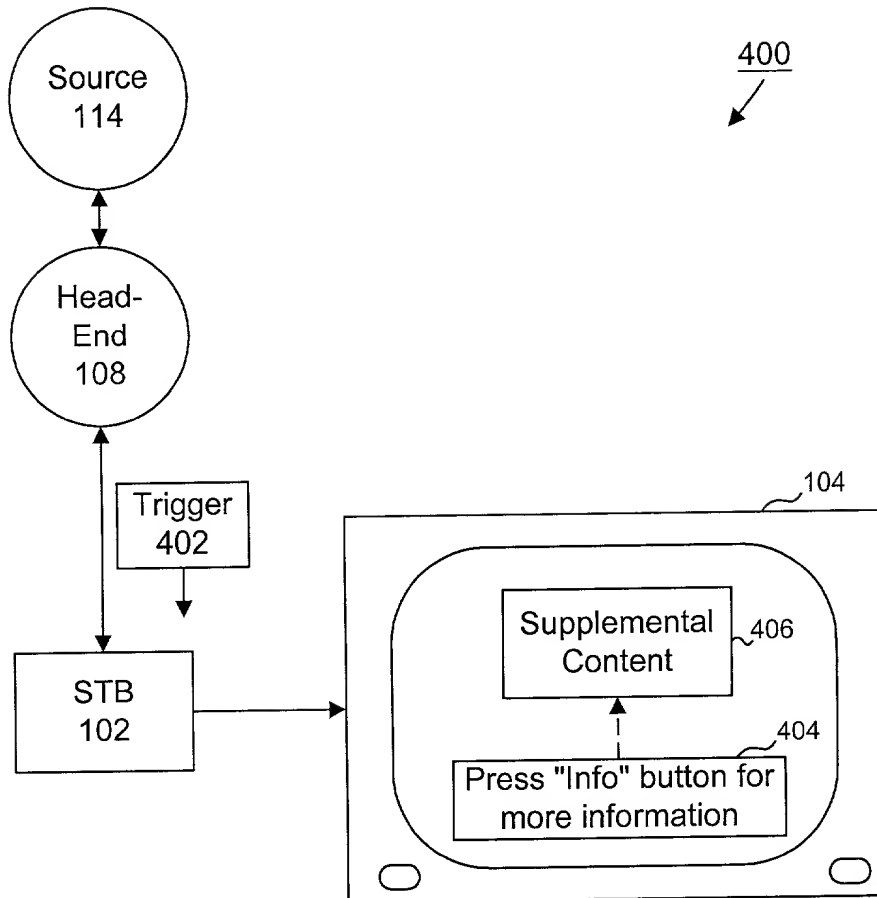 Source
114
400
Head-
End
108
Trigger
402
104
Supplemental
Content
406
STB
102
404
Press "Info" button for
more information